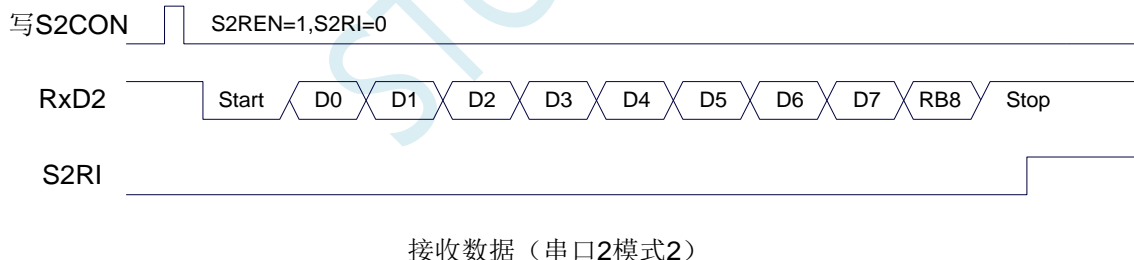 写S2CON S2REN=1,S2RI=0
RxD2 Start D0 D1 D2 D3 D4 D5 D6 D7 RB8 Stop
S2RI
接收数据（串口2模式2）